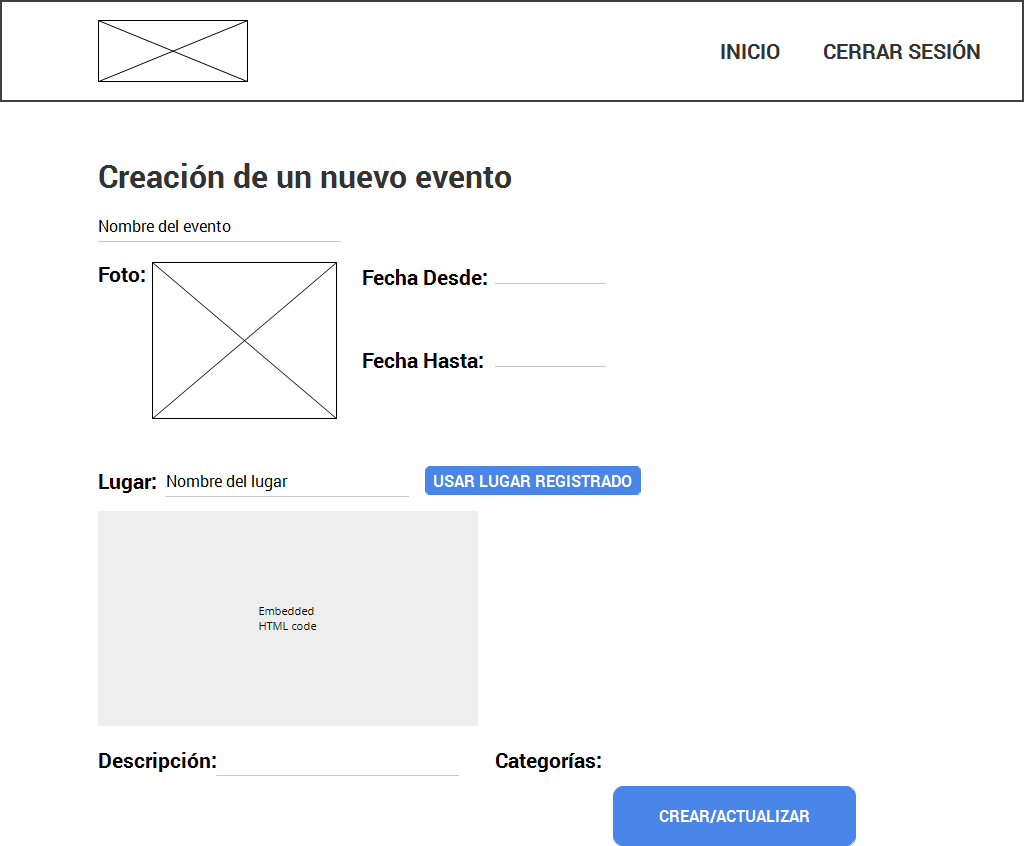 INICIO
CERRAR SESIÓN
Creación de un nuevo evento
Nombre del evento
Foto:
Fecha Desde:
Fecha Hasta:
Lugar:
Nombre del lugar
USAR LUGAR REGISTRADO
Embedded
HTML code
Descripción:
Categorías:
CREAR/ACTUALIZAR